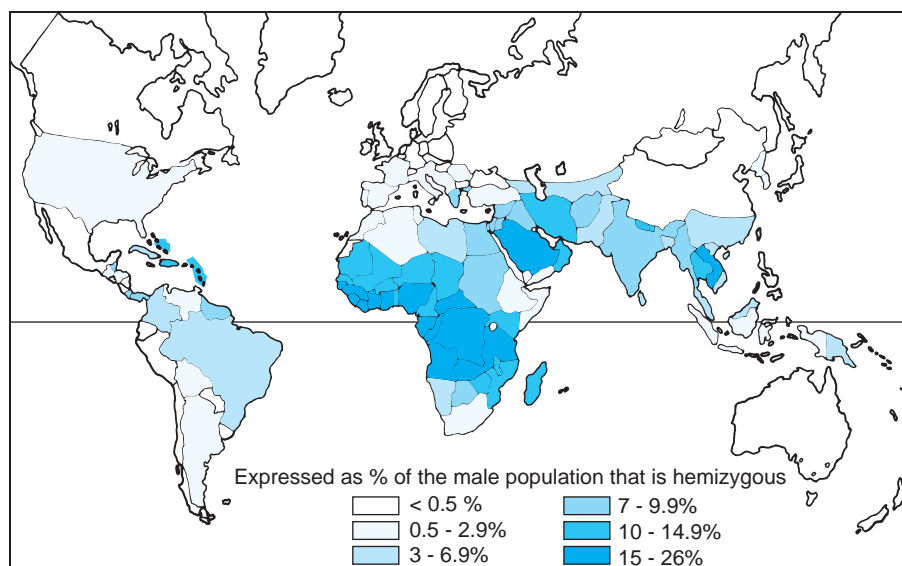 Expressed as % of the male population that is hemizygous
< 0.5 %
0.5 - 2.9%
3 - 6.9%
7 - 9.9%
10 - 14.9%
15 - 26%